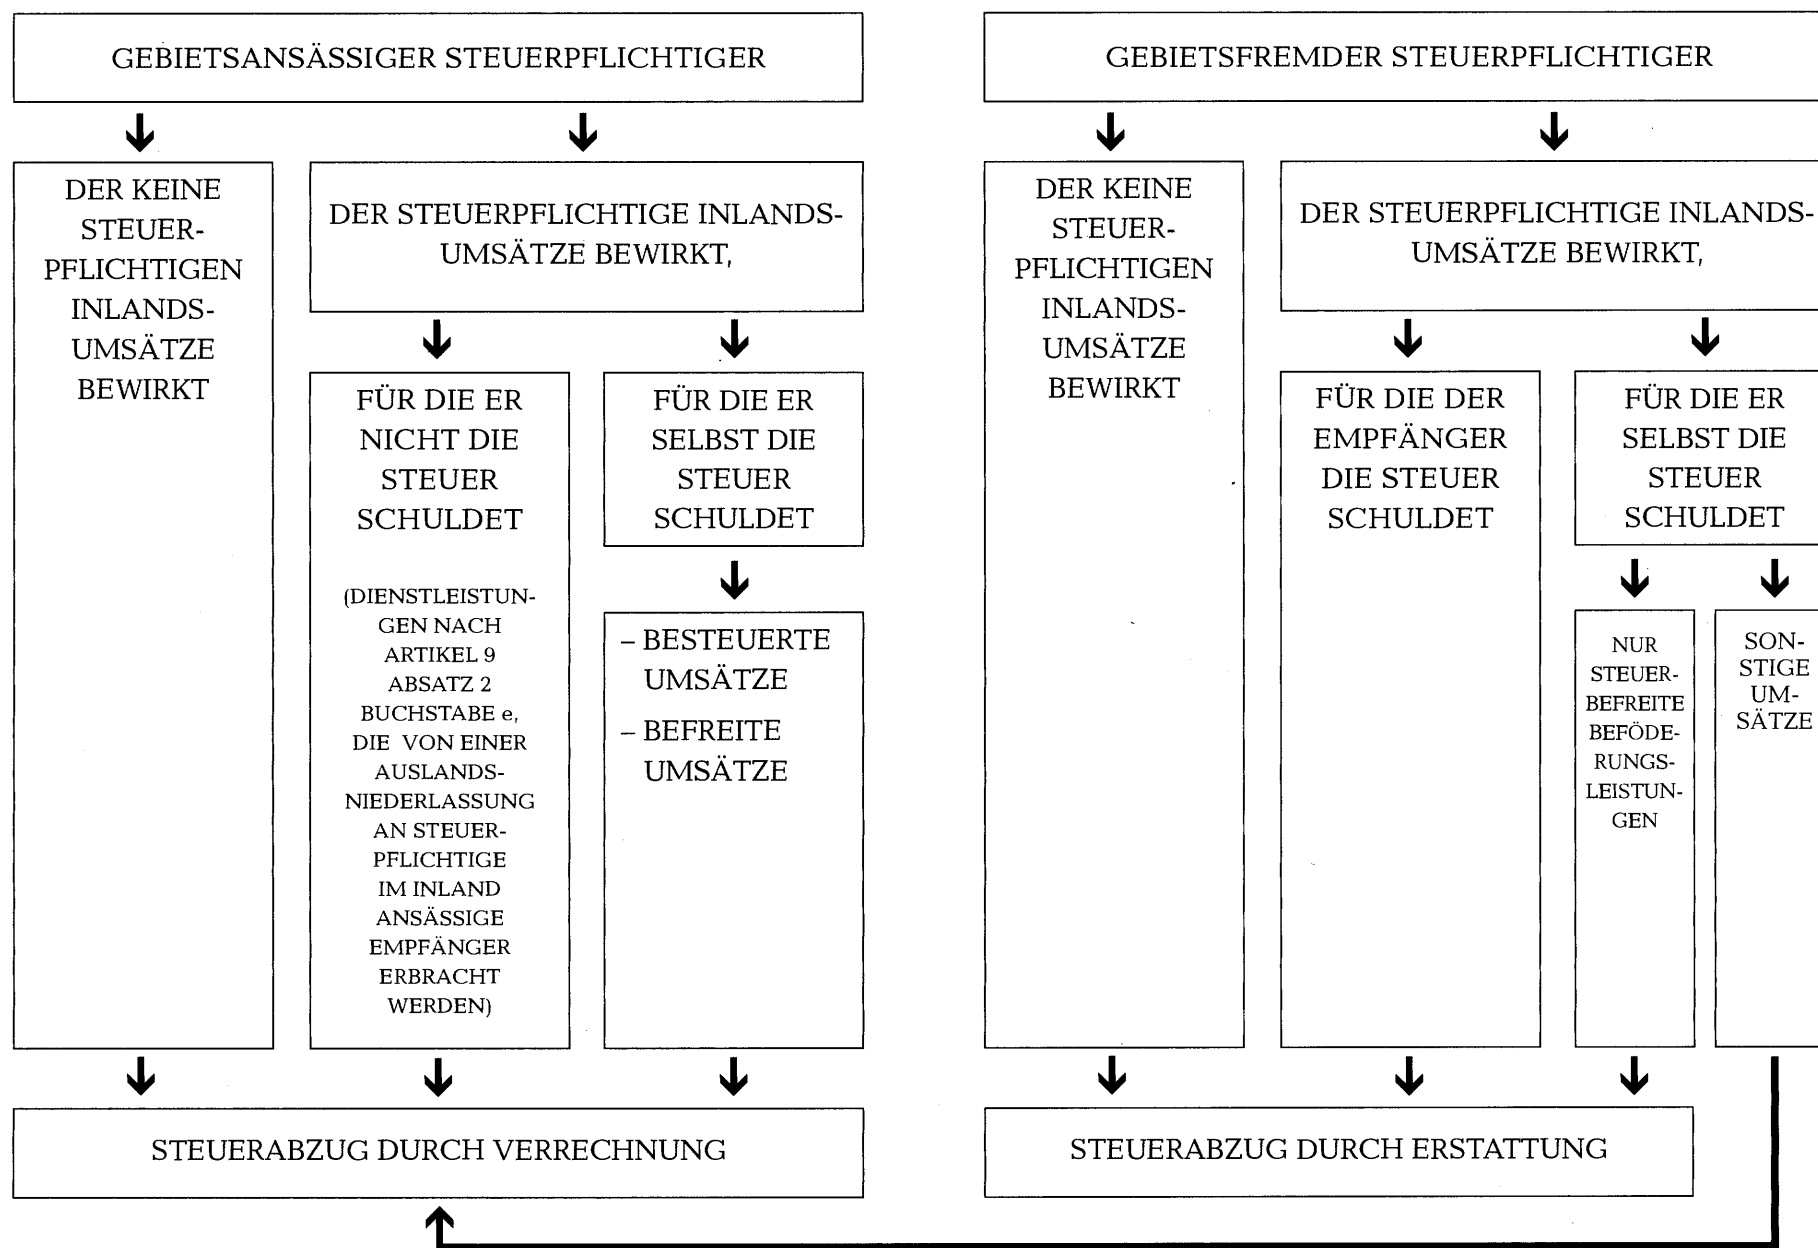 GEBIETSANSÄSSIGER STEUERPFLICHTIGER
DER KEINE
STEUER-
PFLICHTIGEN
INLANDS-
UMSÄTZE
BEWIRKT
DER STEUERPFLICHTIGE INLANDS-
UMSÄTZE BEWIRKT,
FÜR DIE ER
NICHT DIE
STEUER
SCHULDET
(DIENSTLEISTUN-
GEN NACH
ARTIKEL 9
ABSATZ 2
BUCHSTABE e,
DIE VON EINER
AUSLANDS-
NIEDERLASSUNG
AN STEUER-
PFLICHTIGE
IM INLAND
ANSÄSSIGE
EMPFÄNGER
ERBRACHT
WERDEN)
FÜR DIE ER
SELBST DIE
STEUER
SCHULDET
– BESTEUERTE
UMSÄTZE
– BEFREITE
UMSÄTZE
STEUERABZUG DURCH VERRECHNUNG
GEBIETSFREMDER STEUERPFLICHTIGER
DER KEINE
STEUER-
PFLICHTIGEN
INLANDS-
UMSÄTZE
BEWIRKT
DER STEUERPFLICHTIGE INLANDS-
UMSÄTZE BEWIRKT,
FÜR DIE DER
EMPFÄNGER
DIE STEUER
SCHULDET
FÜR DIE ER
SELBST DIE
STEUER
SCHULDET
NUR
STEUER-
BEFREITE
BEFÖDE-
RUNGS-
LEISTUN-
GEN
SON-
STIGE
UM-
SÄTZE
STEUERABZUG DURCH ERSTATTUNG